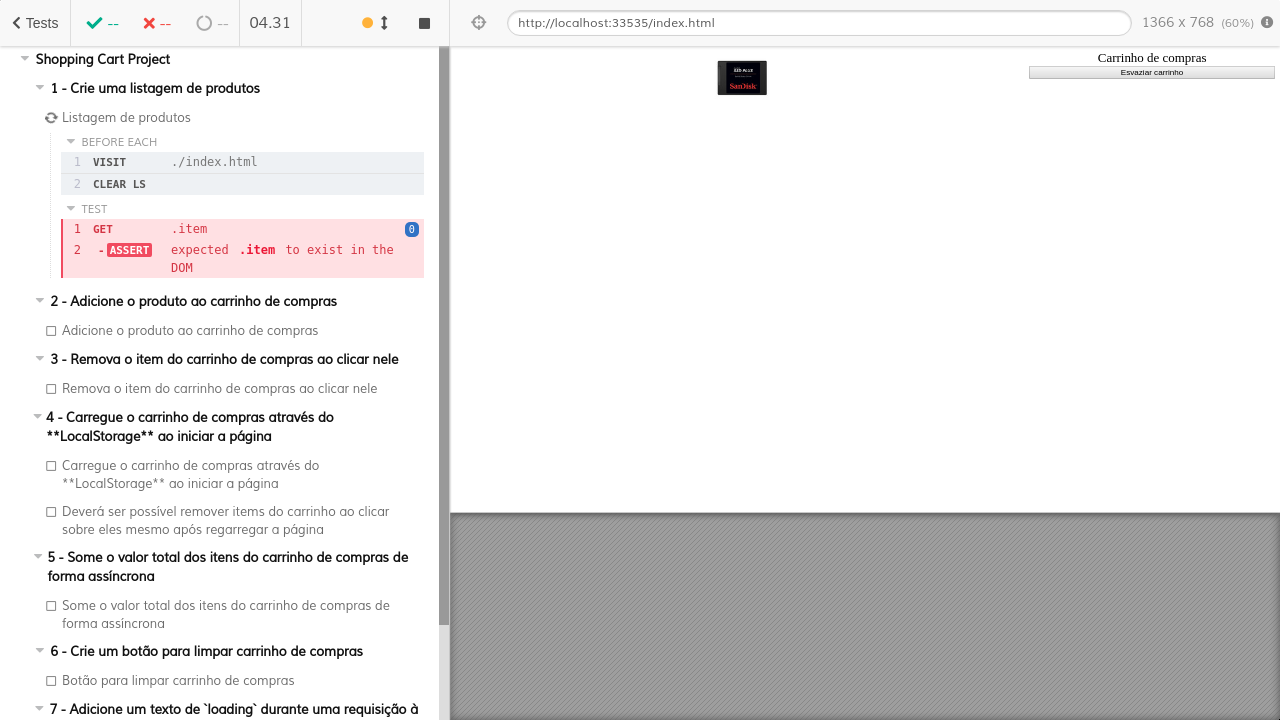 Tests
--
--
--
04.31
http://localhost:33535/index.html
1366 x 768 (60%)
Shopping Cart Project
1 - Crie uma listagem de produtos
Listagem de produtos
BEFORE EACH
1 VISIT ./index.html
2 CLEAR LS
TEST
1 GET .item 0
2 -ASSERT expected .item to exist in the
DOM
2 - Adicione o produto ao carrinho de compras
Adicione o produto ao carrinho de compras
3 - Remova o item do carrinho de compras ao clicar nele
Remova o item do carrinho de compras ao clicar nele
4 - Carregue o carrinho de compras através do
**LocalStorage** ao iniciar a página
Carregue o carrinho de compras através do
**LocalStorage** ao iniciar a página
Deverá ser possível remover items do carrinho ao clicar
sobre eles mesmo após regarregar a página
5 - Some o valor total dos itens do carrinho de compras de
forma assíncrona
Some o valor total dos itens do carrinho de compras de
forma assíncrona
6 - Crie um botão para limpar carrinho de compras
Botão para limpar carrinho de compras
7 - Adicione um texto de `loading` durante uma requisição à
SanDisk
Carrinho de compras
Esvaziar carrinho